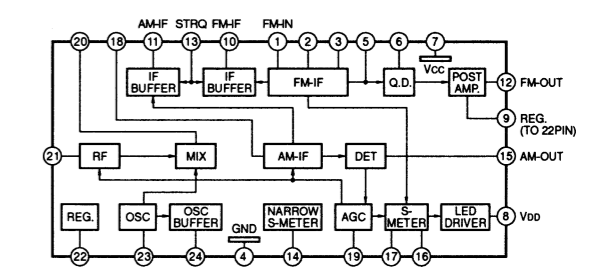 AM-IF STRQ FM-IF FM-IN
20 18 11 13 10 1 2 3 5 6 7
VCC
IF BUFFER
IF BUFFER
FM-IF
Q.D.
POST AMP.
12 FM-OUT
9 REG. (TO 22PIN)
21
RF
MIX
AM-IF
DET
15 AM-OUT
REG.
OSC
OSC BUFFER
GND
NARROW S-METER
AGC
S-METER
LED DRIVER
8 VDD
22 23 24 4 14 19 17 16